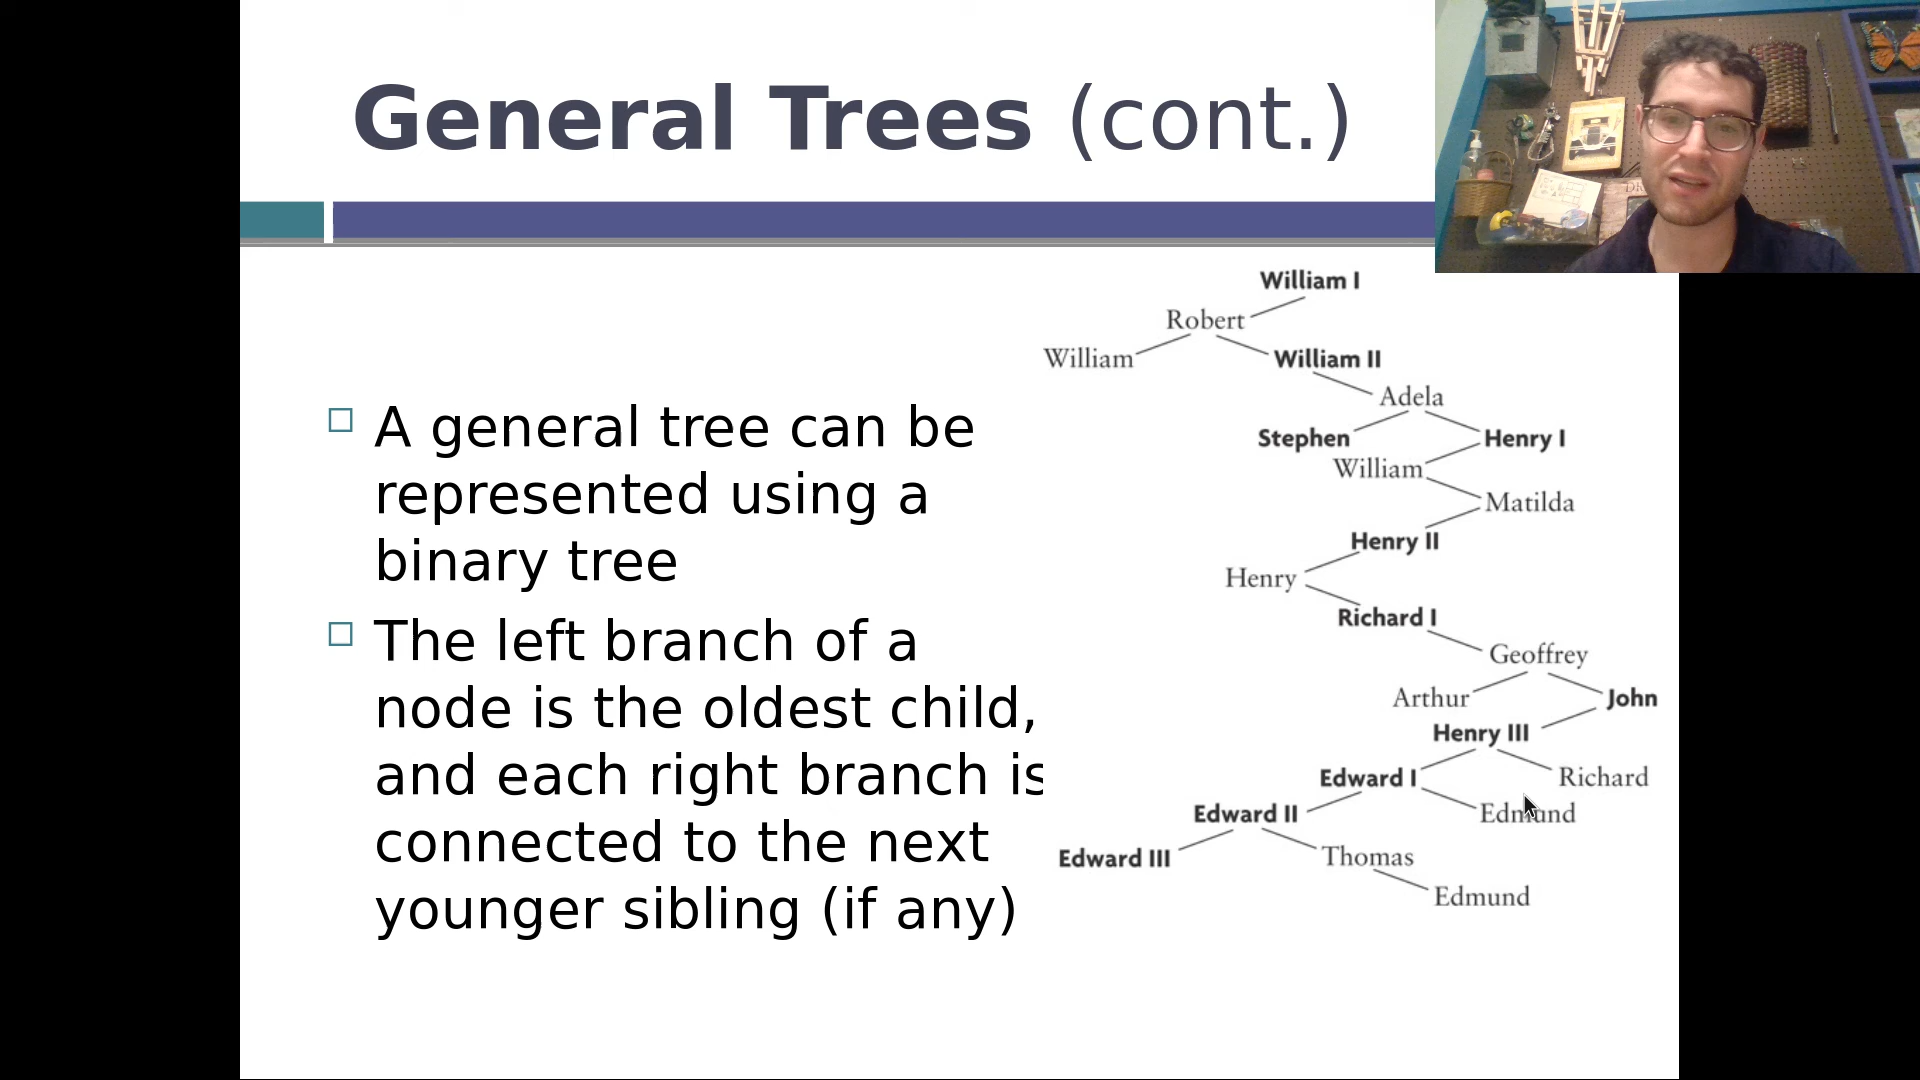 General Trees (cont.)
A general tree can be
represented using a
binary tree
The left branch of a
node is the oldest child,
and each right branch is
connected to the next
younger sibling (if any)
William I
Robert
William William II
Adela
Stephen Henry I
William
Matilda
Henry II
Henry
Richard I
Geoffrey
Arthur John
Henry III
Edward I Richard
Edward II Edmund
Edward III Thomas
Edmund